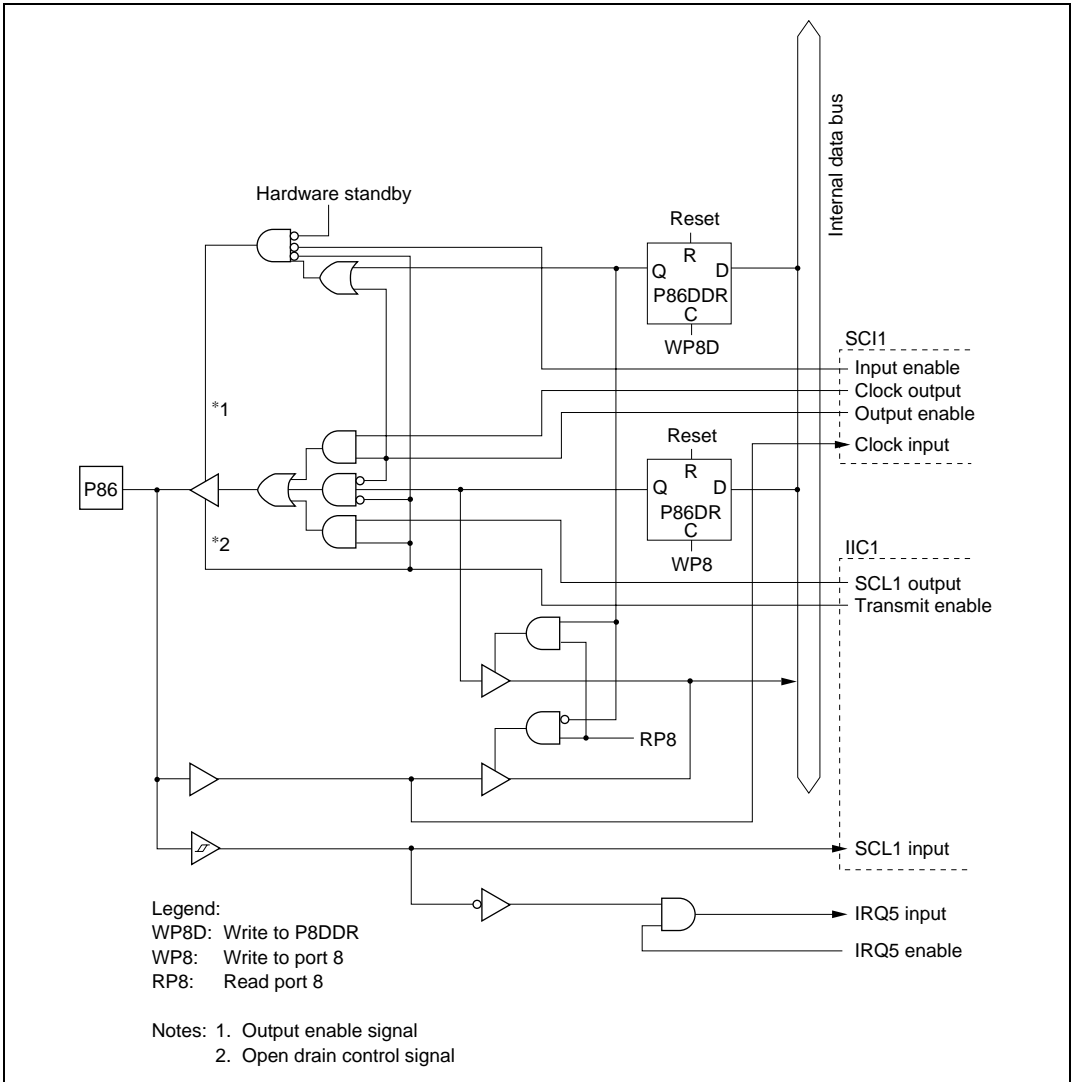 Internal data bus
Hardware standby
Reset
R
Q D
P86DDR
C
WP8D
SCI1
Input enable
Clock output
Output enable
Clock input
*1
Reset
R
Q D
P86DR
C
WP8
P86
*2
IIC1
SCL1 output
Transmit enable
RP8
SCL1 input
IRQ5 input
IRQ5 enable
Legend:
WP8D: Write to P8DDR
WP8: Write to port 8
RP8: Read port 8
Notes: 1. Output enable signal
2. Open drain control signal